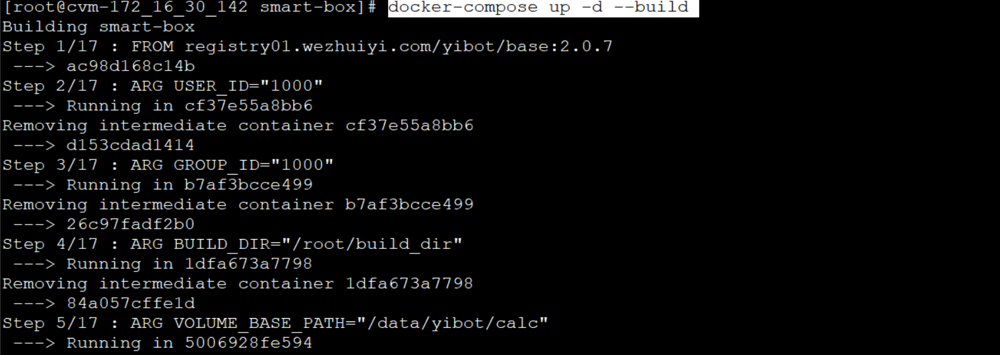 [root@cvm-172_16_30_142 smart-box]# docker-compose up -d --build
Building smart-box
Step 1/17 : FROM registry01.wezhuiyi.com/yibot/base:2.0.7
 ---> ac98d168c14b
Step 2/17 : ARG USER_ID="1000"
 ---> Running in cf37e55a8bb6
Removing intermediate container cf37e55a8bb6
 ---> d153cdad1414
Step 3/17 : ARG GROUP_ID="1000"
 ---> Running in b7af3bcce499
Removing intermediate container b7af3bcce499
 ---> 26c97fadf2b0
Step 4/17 : ARG BUILD_DIR="/root/build_dir"
 ---> Running in 1dfa673a7798
Removing intermediate container 1dfa673a7798
 ---> 84a057cffe1d
Step 5/17 : ARG VOLUME_BASE_PATH="/data/yibot/calc"
 ---> Running in 5006928fe594